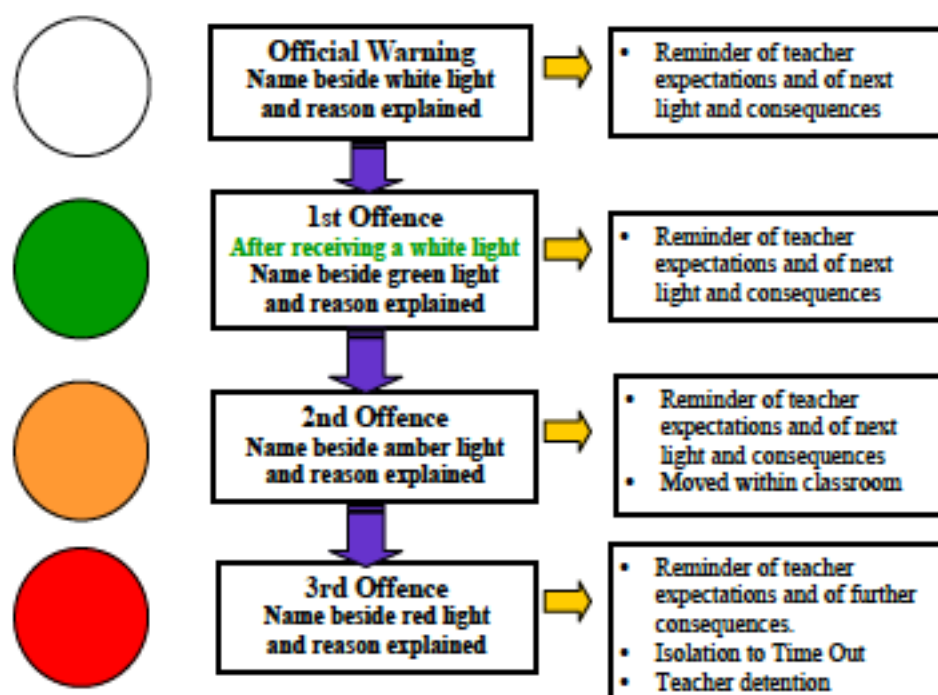 Official Warning
Name beside white light
and reason explained
• Reminder of teacher
expectations and of next
light and consequences
1st Offence
After receiving a white light
Name beside green light
and reason explained
• Reminder of teacher
expectations and of next
light and consequences
2nd Offence
Name beside amber light
and reason explained
• Reminder of teacher
expectations and of next
light and consequences
• Moved within classroom
3rd Offence
Name beside red light
and reason explained
• Reminder of teacher
expectations and of further
consequences.
• Isolation to Time Out
• Teacher detention